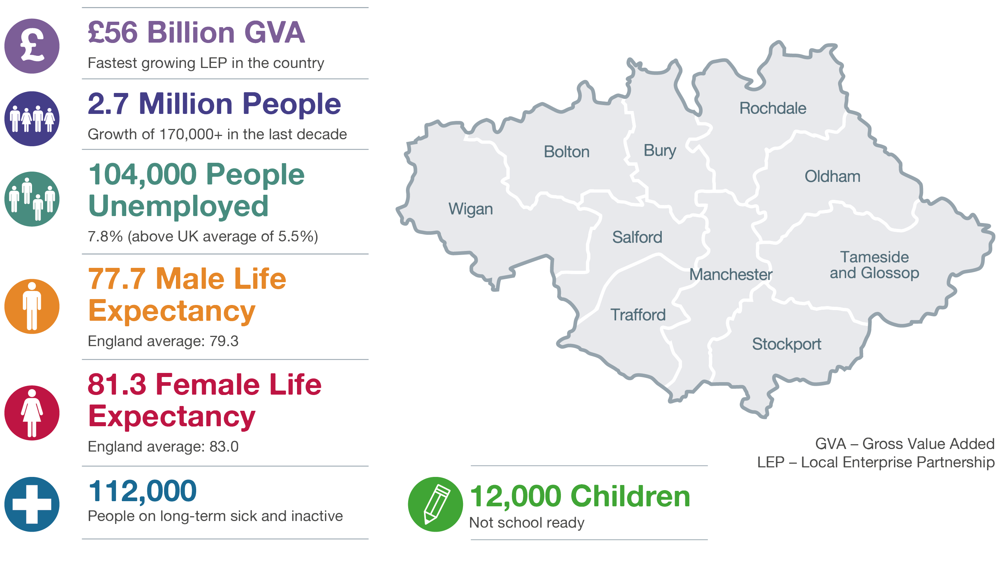 £
£56 Billion GVA
Fastest growing LEP in the country
2.7 Million People
Growth of 170,000+ in the last decade
104,000 People
Unemployed
7.8% (above UK average of 5.5%)
77.7 Male Life
Expectancy
England average: 79.3
81.3 Female Life
Expectancy
England average: 83.0
112,000
People on long-term sick and inactive
Rochdale
Bolton
Bury
Oldham
Wigan
Salford
Tameside
and Glossop
Manchester
Trafford
Stockport
GVA – Gross Value Added
LEP – Local Enterprise Partnership
12,000 Children
Not school ready